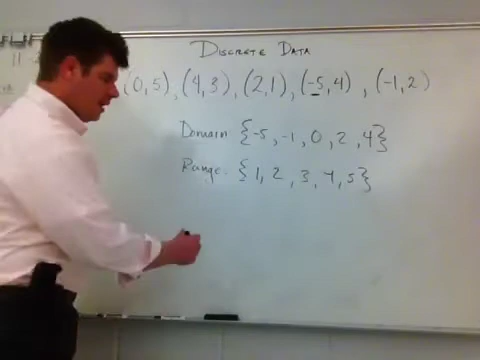 DISCRETE DATA
(0,5), (4,3), (2,1), (-5,4), (-1,2)
Domain {-5, -1, 0, 2, 4}
Range: {1, 2, 3, 4, 5}